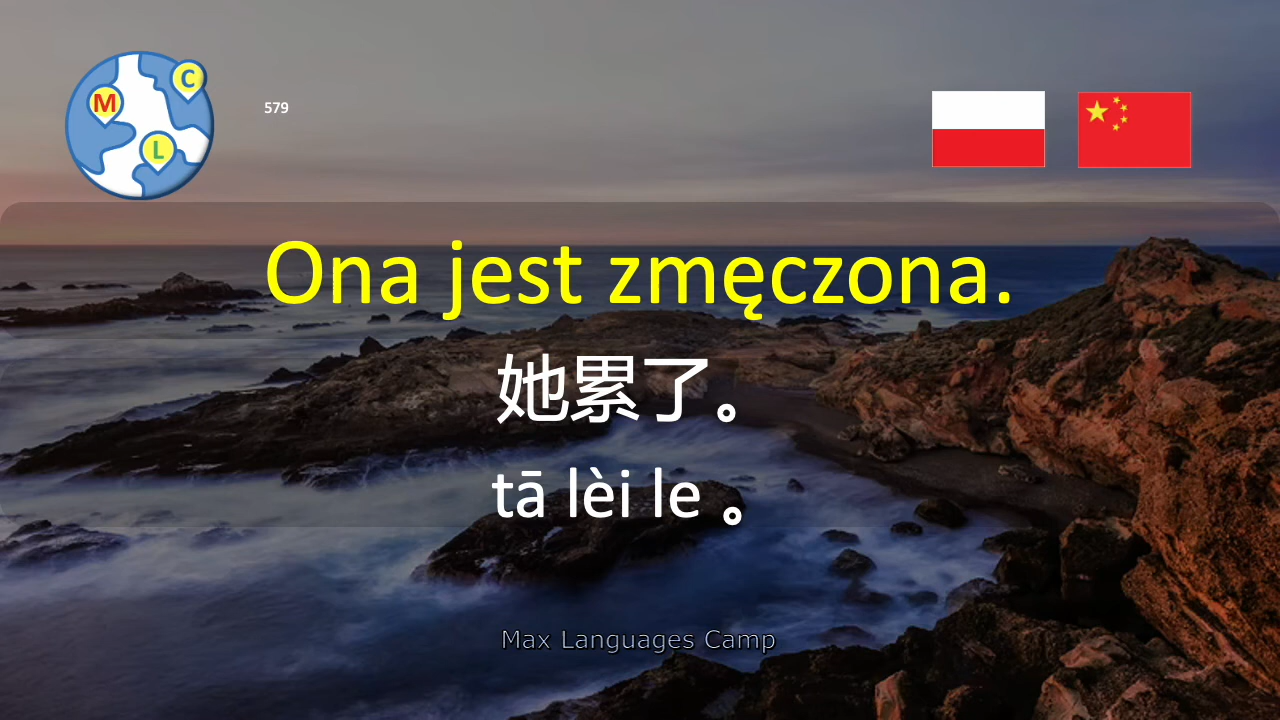 C
M
L
579
Ona jest zmęczona.
她累了。
tā lèi le 。
Max Languages Camp